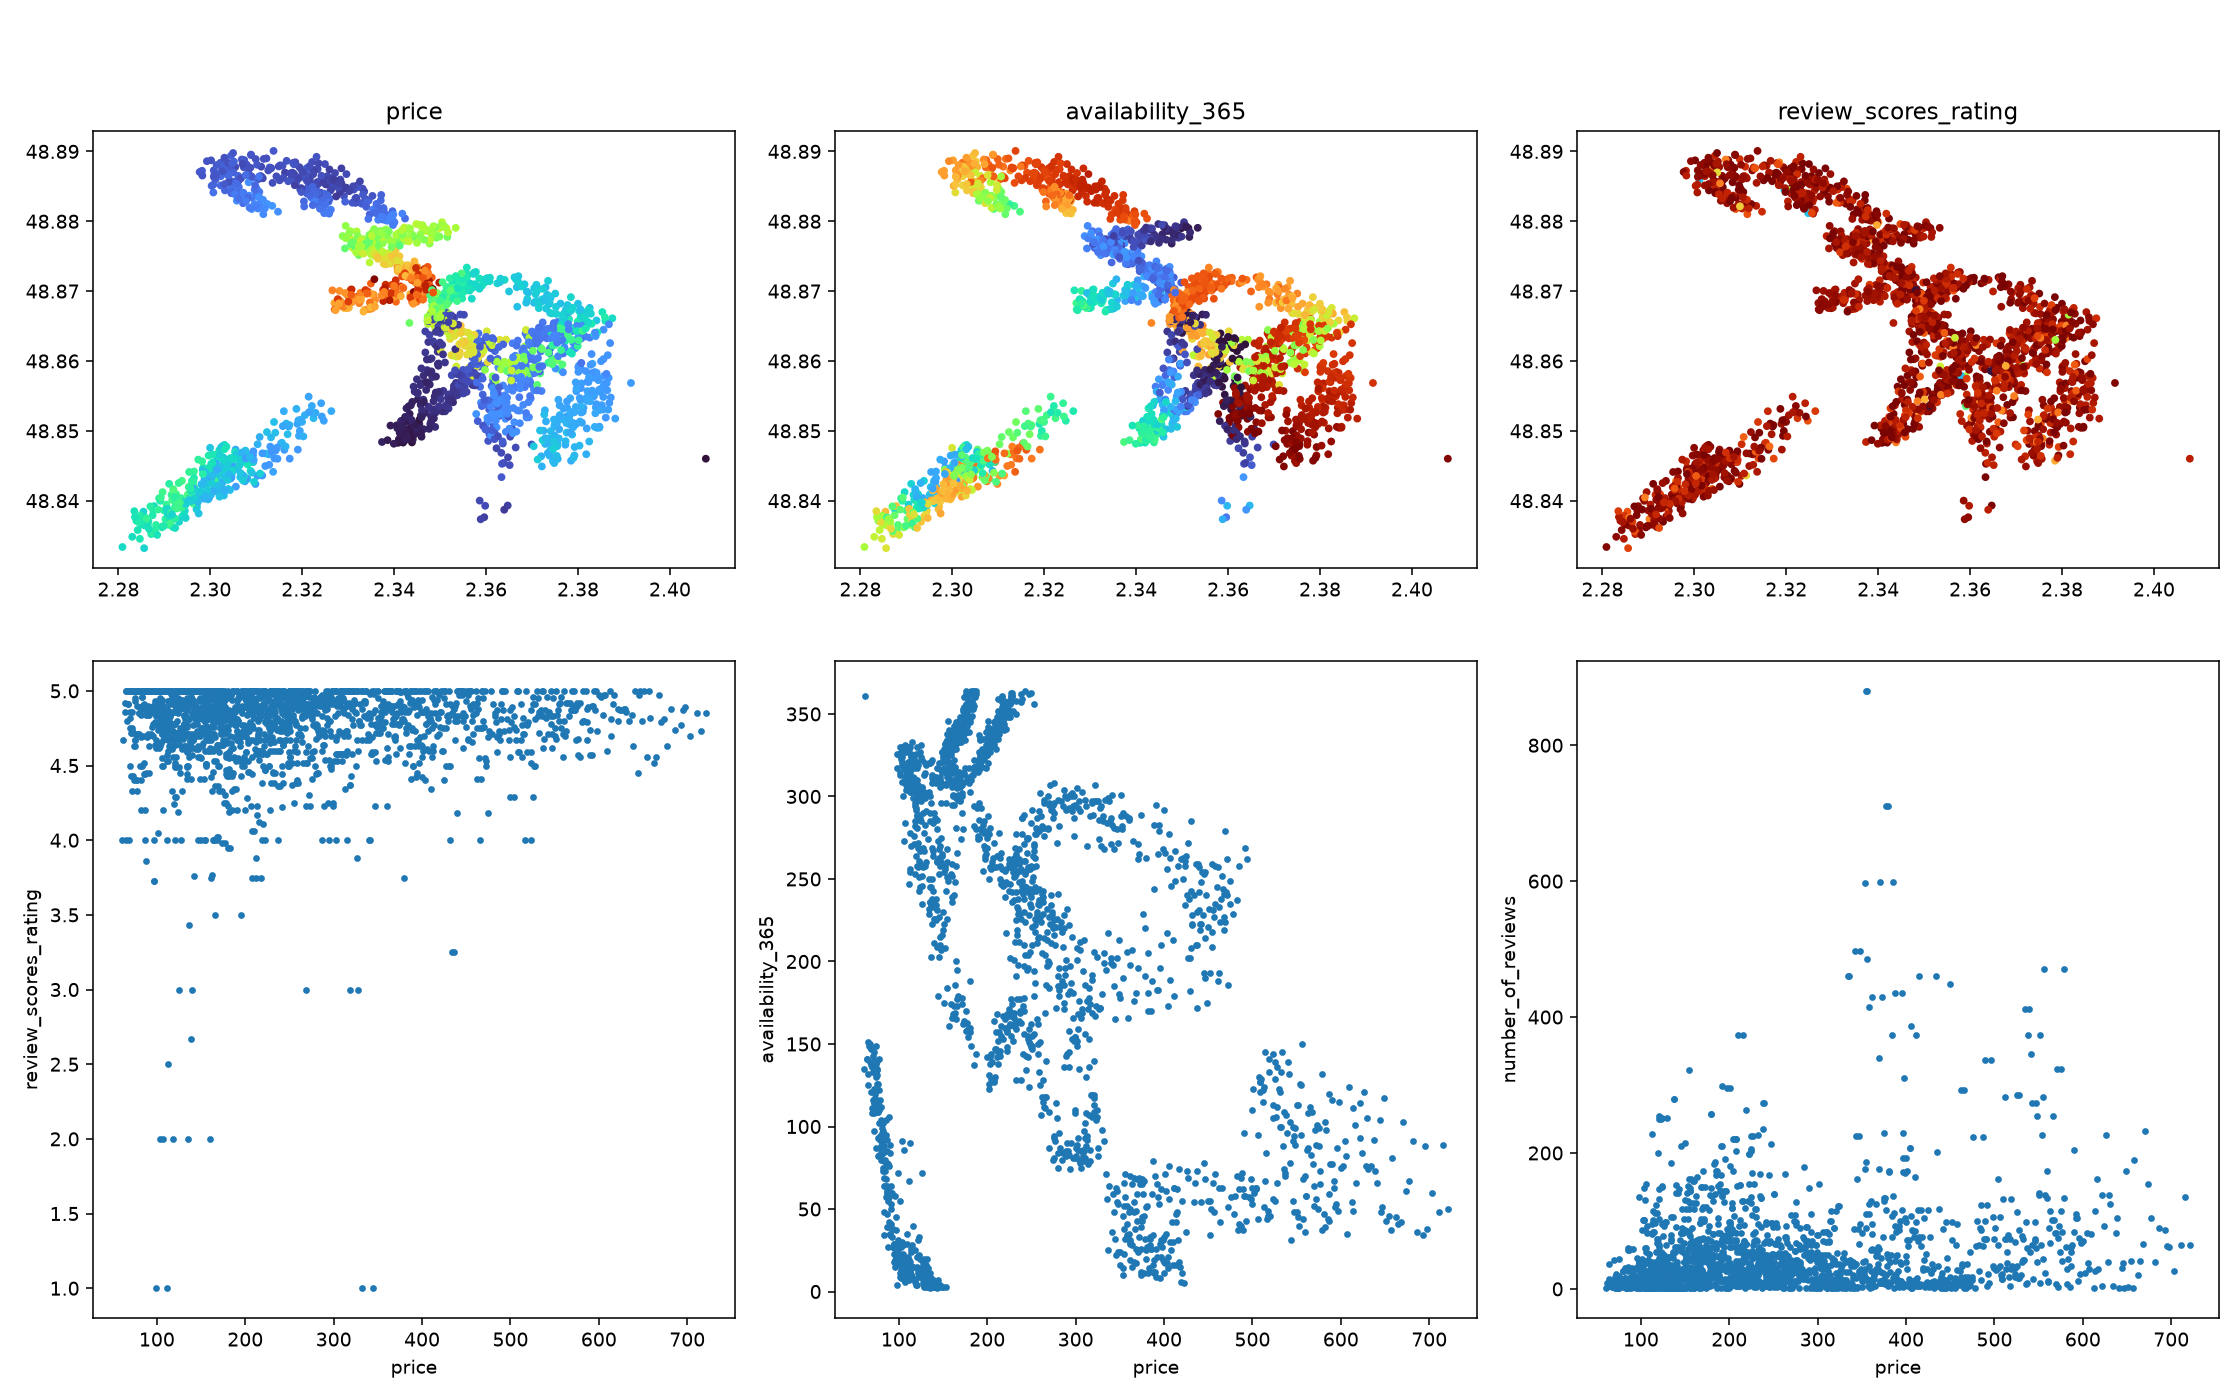 price
availability_365
review_scores_rating
48.89
48.88
48.87
48.86
48.85
48.84
2.28 2.30 2.32 2.34 2.36 2.38 2.40
48.89
48.88
48.87
48.86
48.85
48.84
2.28 2.30 2.32 2.34 2.36 2.38 2.40
48.89
48.88
48.87
48.86
48.85
48.84
2.28 2.30 2.32 2.34 2.36 2.38 2.40
review_scores_rating
5.0
4.5
4.0
3.5
3.0
2.5
2.0
1.5
1.0
100 200 300 400 500 600 700
price
availability_365
350
300
250
200
150
100
50
0
100 200 300 400 500 600 700
price
number_of_reviews
800
600
400
200
0
100 200 300 400 500 600 700
price